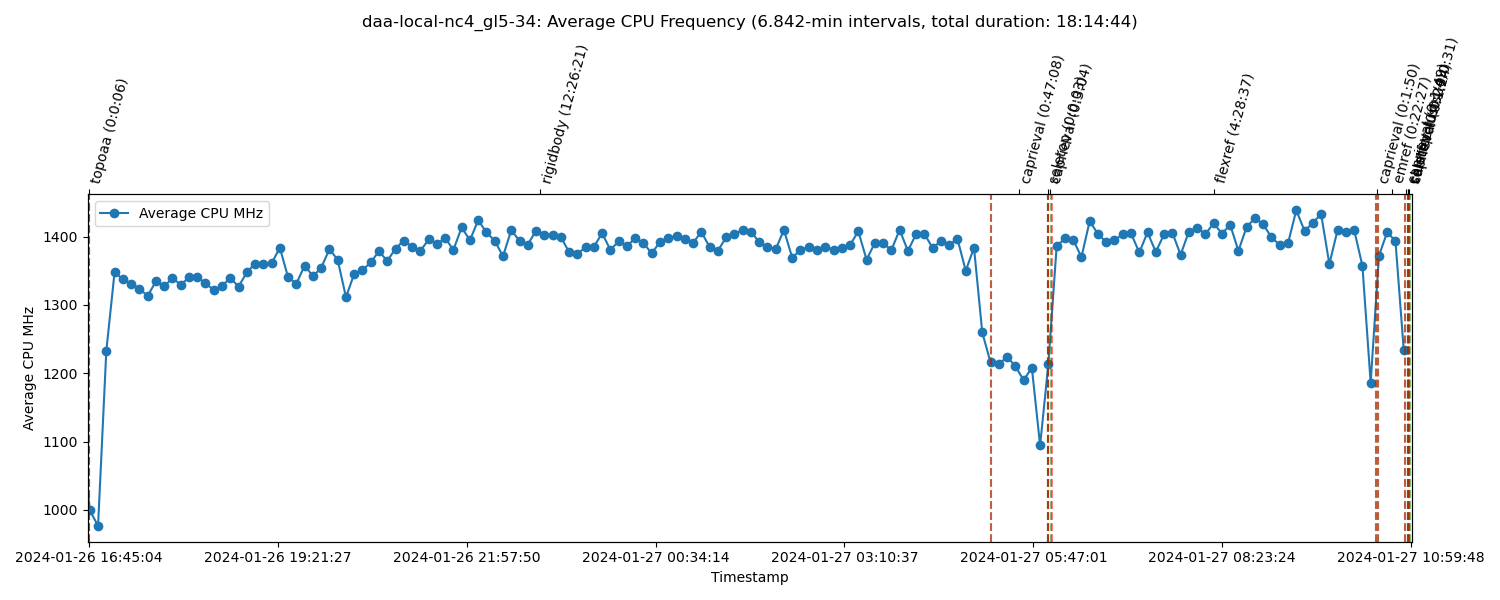 daa-local-nc4_gl5-34: Average CPU Frequency (6.842-min intervals, total duration: 18:14:44)
topoaa (0:0:06)
rigidbody (12:26:21)
caprieval (0:47:08)
flexref (4:28:37)
caprieval (0:1:50)
emref (0:22:27)
Average CPU MHz
Average CPU MHz
1400
1300
1200
1100
1000
2024-01-26 16:45:04
2024-01-26 19:21:27
2024-01-26 21:57:50
2024-01-27 00:34:14
2024-01-27 03:10:37
2024-01-27 05:47:01
2024-01-27 08:23:24
2024-01-27 10:59:48
Timestamp